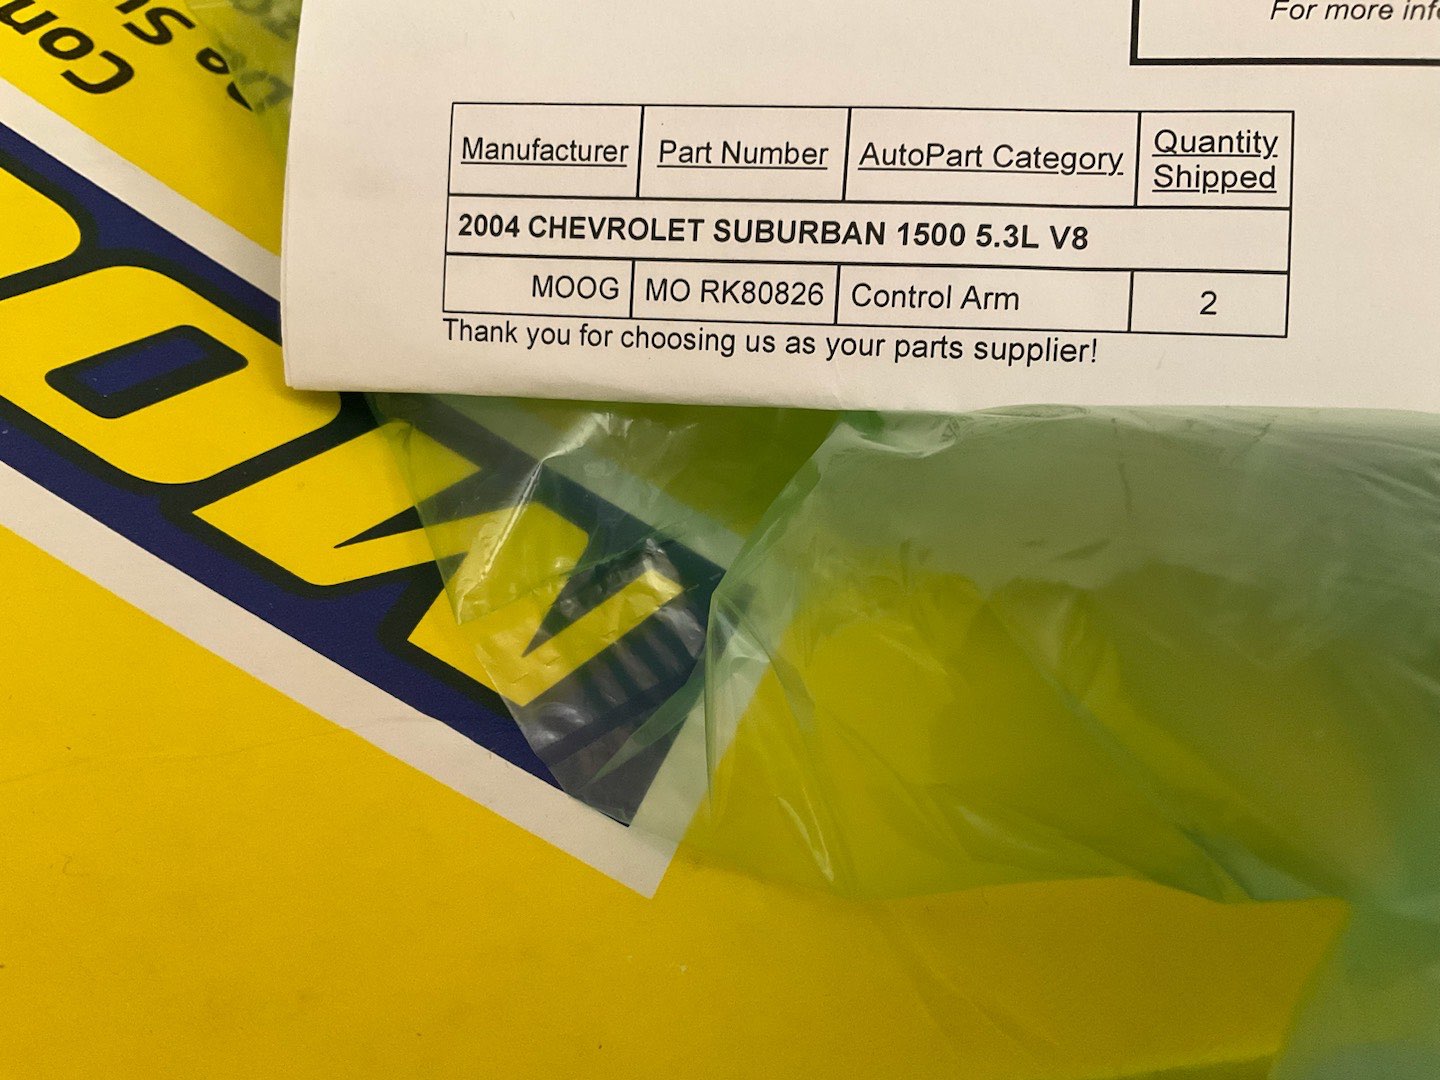 For more
Manufacturer Part Number AutoPart Category Quantity Shipped
2004 CHEVROLET SUBURBAN 1500 5.3L V8
MOOG MO RK80826 Control Arm 2
Thank you for choosing us as your parts supplier!